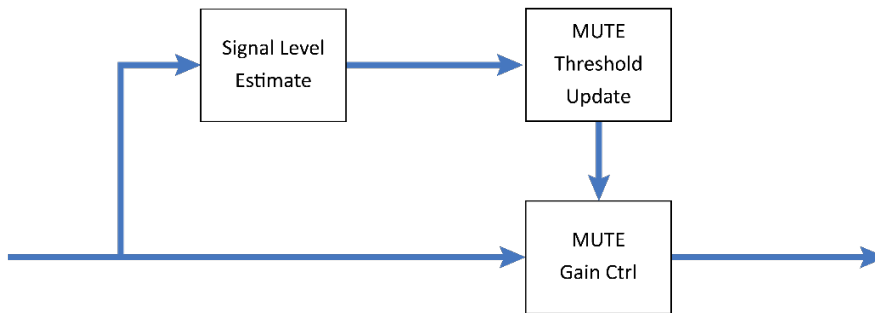 Signal Level
Estimate
MUTE
Threshold
Update
MUTE
Gain Ctrl